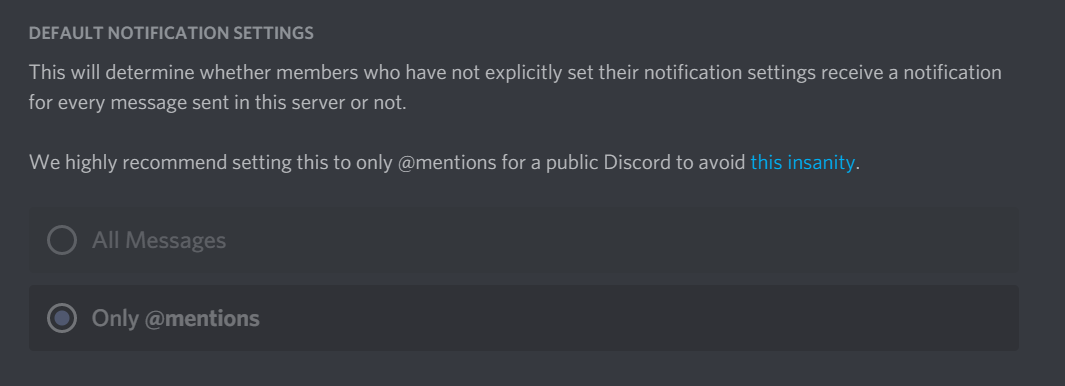 DEFAULT NOTIFICATION SETTINGS
This will determine whether members who have not explicitly set their notification settings receive a notification
for every message sent in this server or not.
We highly recommend setting this to only @mentions for a public Discord to avoid this insanity.
All Messages
Only @mentions